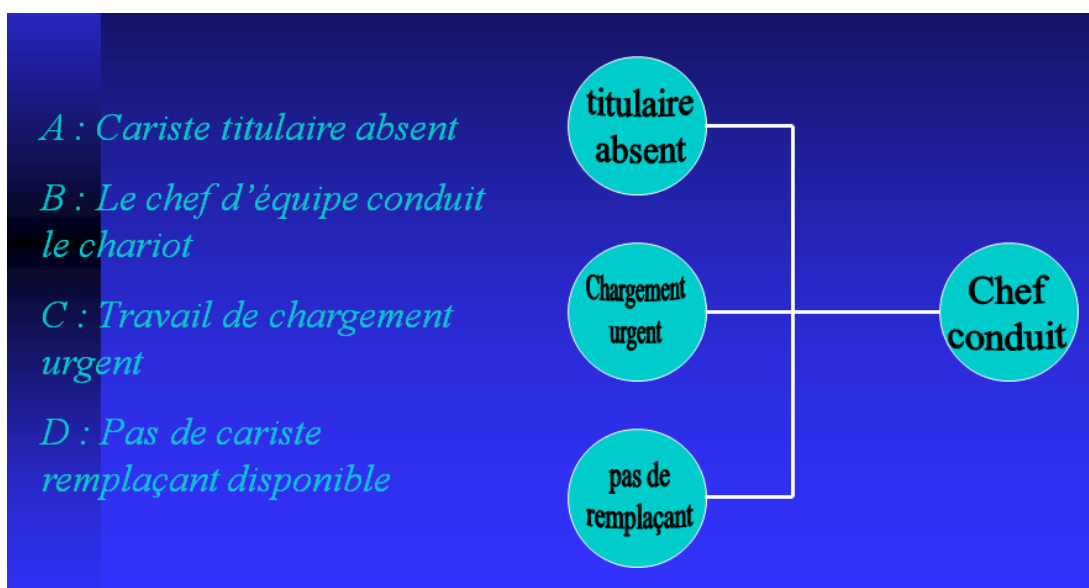 A : Cariste titulaire absent
B : Le chef d’équipe conduit
le chariot
C : Travail de chargement
urgent
D : Pas de cariste
remplaçant disponible
titulaire
absent
Chargement
urgent
pas de
remplaçant
Chef
conduit